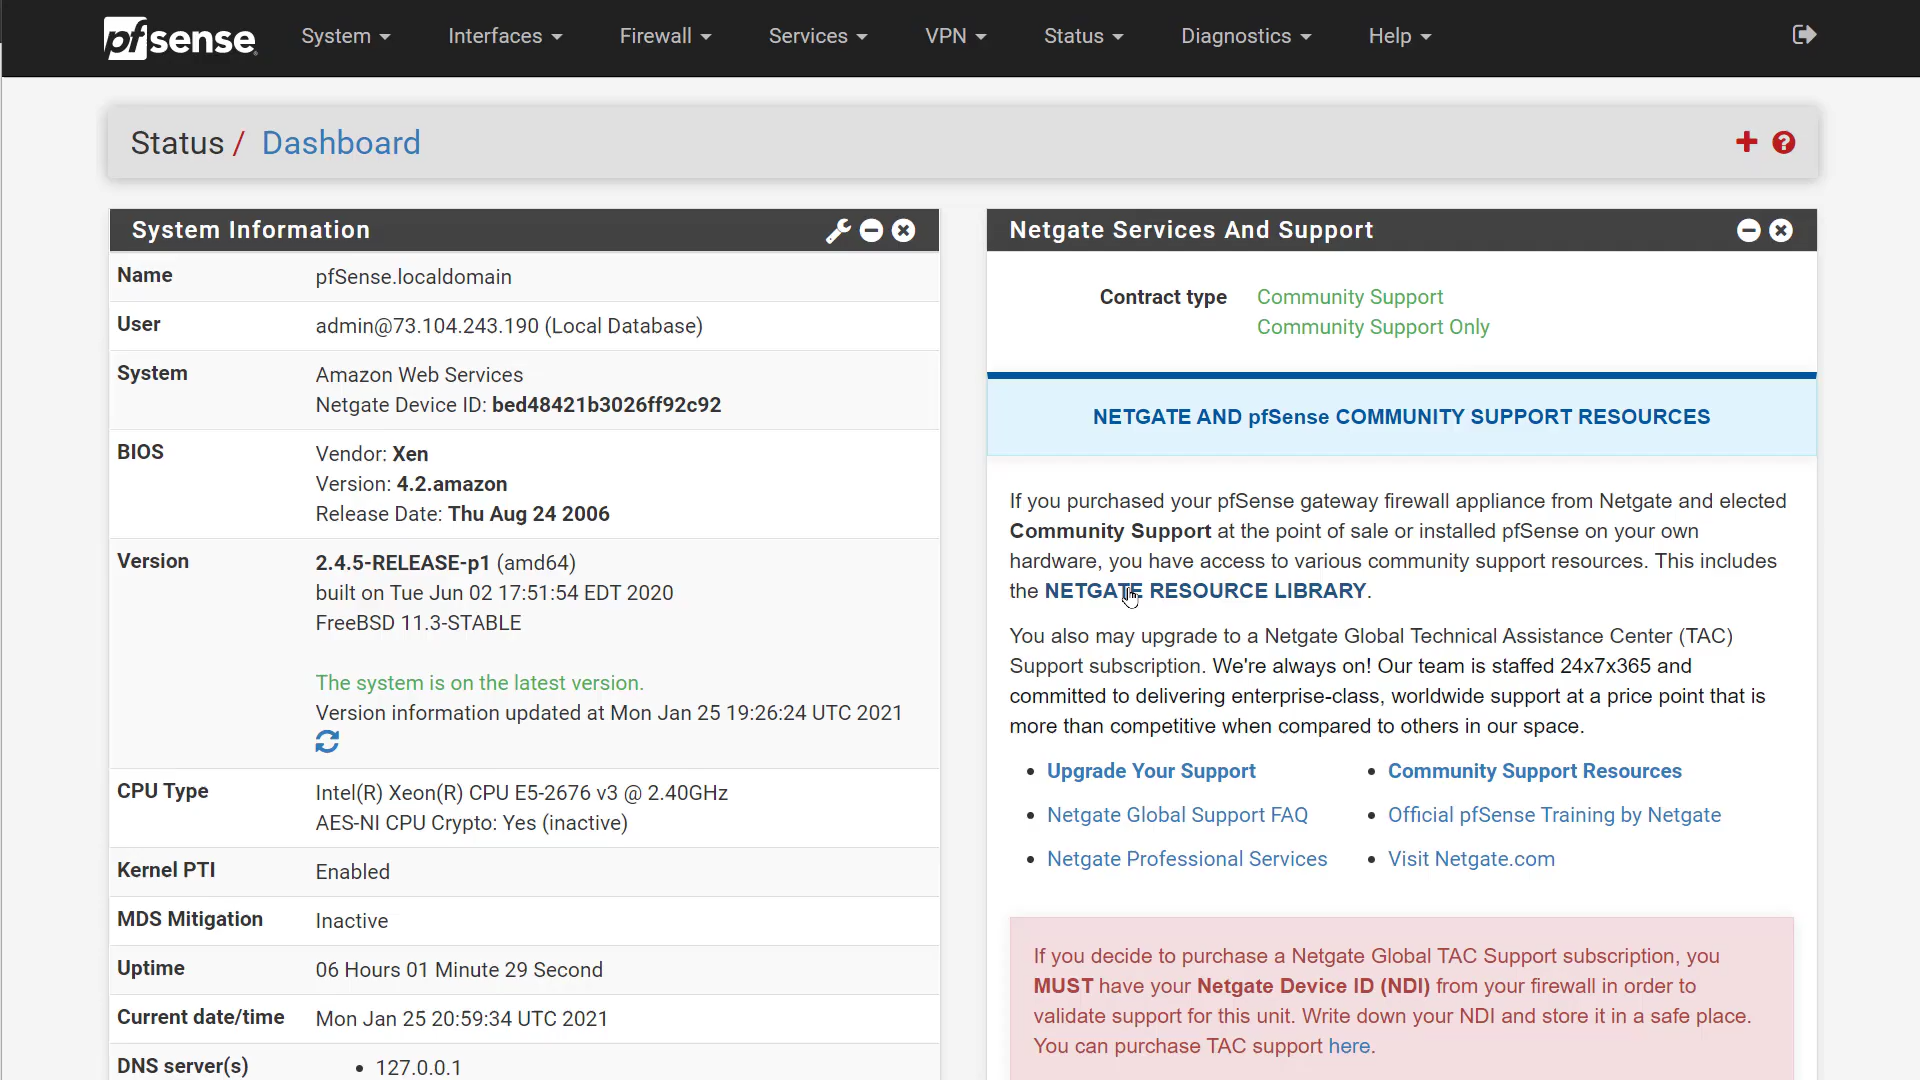 pfsense
System
Interfaces
Firewall
Services
VPN
Status
Diagnostics
Help
Status / Dashboard
System Information
Name
pfSense.localdomain
User
admin@73.104.243.190 (Local Database)
System
Amazon Web Services
Netgate Device ID: bed48421b3026ff92c92
BIOS
Vendor: Xen
Version: 4.2.amazon
Release Date: Thu Aug 24 2006
Version
2.4.5-RELEASE-p1 (amd64)
built on Tue Jun 02 17:51:54 EDT 2020
FreeBSD 11.3-STABLE
The system is on the latest version.
Version information updated at Mon Jan 25 19:26:24 UTC 2021
CPU Type
Intel(R) Xeon(R) CPU E5-2676 v3 @ 2.40GHz
AES-NI CPU Crypto: Yes (inactive)
Kernel PTI
Enabled
MDS Mitigation
Inactive
Uptime
06 Hours 01 Minute 29 Second
Current date/time
Mon Jan 25 20:59:34 UTC 2021
DNS server(s)
• 127.0.0.1
Netgate Services And Support
Contract type
Community Support
Community Support Only
NETGATE AND pfSense COMMUNITY SUPPORT RESOURCES
If you purchased your pfSense gateway firewall appliance from Netgate and elected
Community Support at the point of sale or installed pfSense on your own
hardware, you have access to various community support resources. This includes
the NETGATE RESOURCE LIBRARY.
You also may upgrade to a Netgate Global Technical Assistance Center (TAC)
Support subscription. We're always on! Our team is staffed 24x7x365 and
committed to delivering enterprise-class, worldwide support at a price point that is
more than competitive when compared to others in our space.
• Upgrade Your Support
• Community Support Resources
• Netgate Global Support FAQ
• Official pfSense Training by Netgate
• Netgate Professional Services
• Visit Netgate.com
If you decide to purchase a Netgate Global TAC Support subscription, you
MUST have your Netgate Device ID (NDI) from your firewall in order to
validate support for this unit. Write down your NDI and store it in a safe place.
You can purchase TAC support here.